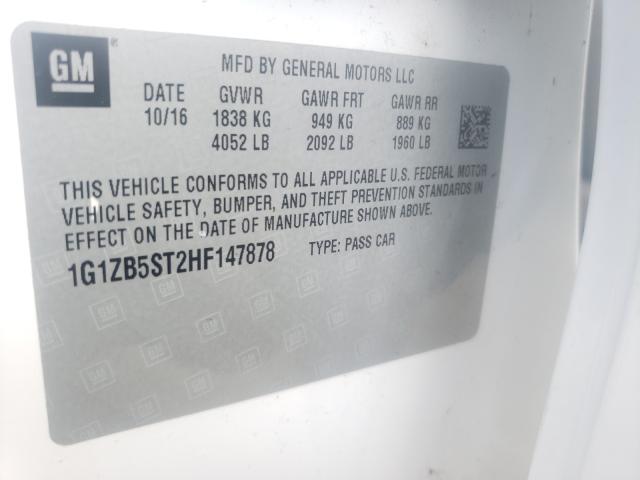 GM
MFD BY GENERAL MOTORS LLC
DATE GVWR GAWR FRT GAWR RR
10/16 1838 KG 949 KG 889 KG
4052 LB 2092 LB 1960 LB
THIS VEHICLE CONFORMS TO ALL APPLICABLE U.S. FEDERAL MOTOR
VEHICLE SAFETY, BUMPER, AND THEFT PREVENTION STANDARDS IN
EFFECT ON THE DATE OF MANUFACTURE SHOWN ABOVE.
1G1ZB5ST2HF147878 TYPE: PASS CAR